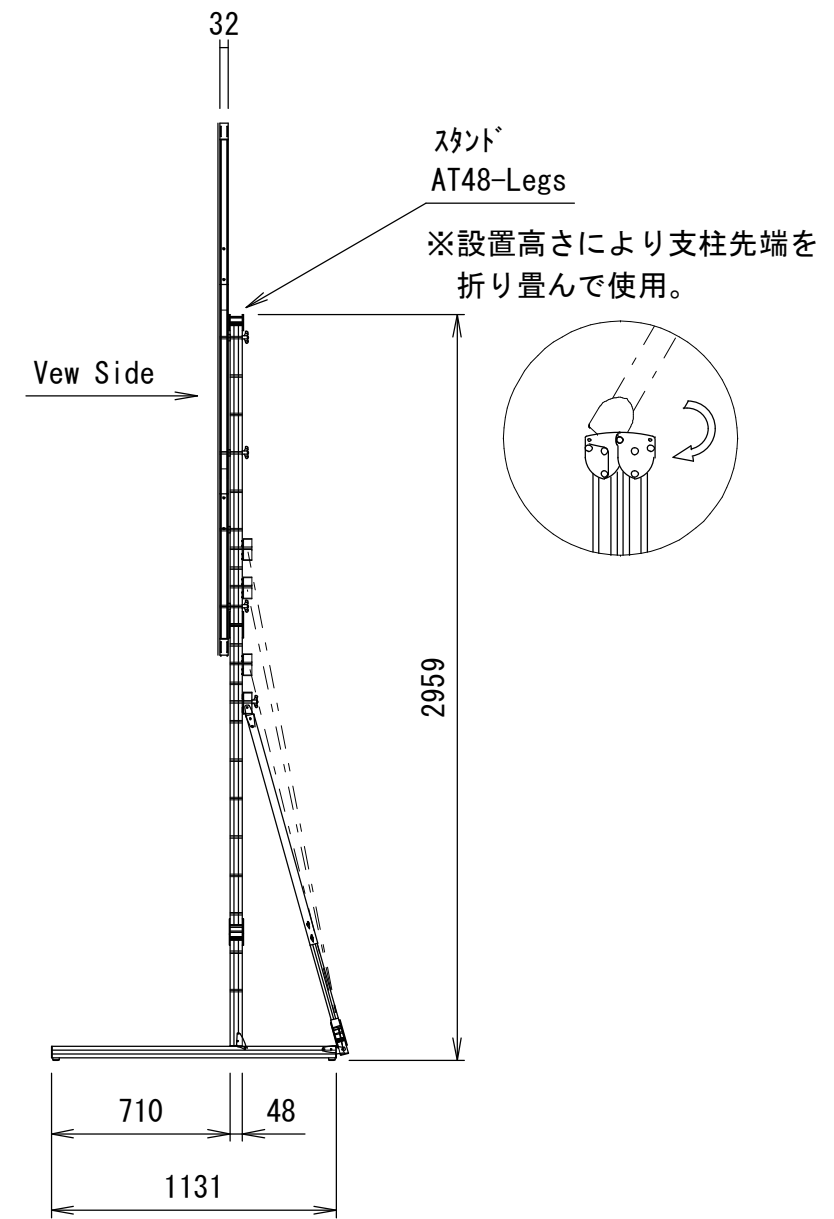 32
ｽﾀﾝﾄﾞ
AT48-Legs
※設置高さにより支柱先端を
折り畳んで使用。
Vew Side
2959
710
48
1131